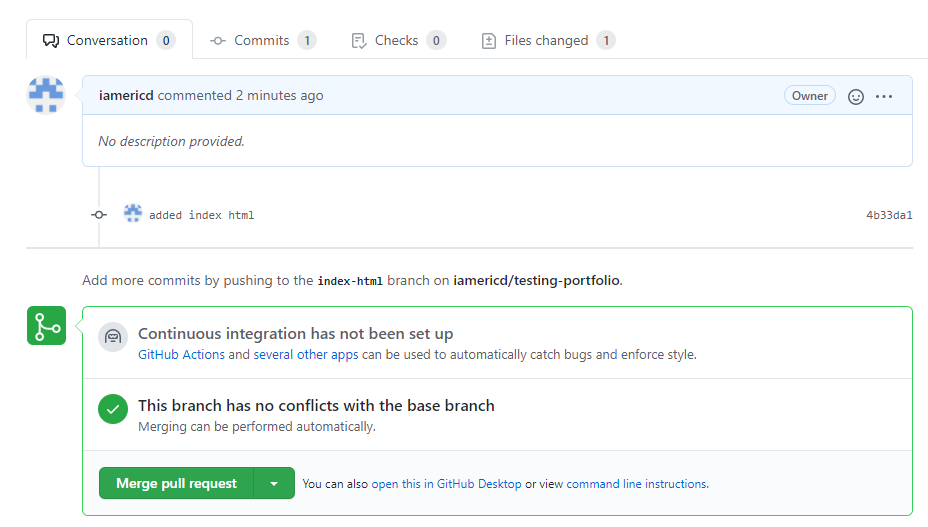 Conversation 0 Commits 1 Checks 0 Files changed 1
iamericd commented 2 minutes ago Owner
No description provided.
added index html 4b33da1
Add more commits by pushing to the index-html branch on iamericd/testing-portfolio.
Continuous integration has not been set up
GitHub Actions and several other apps can be used to automatically catch bugs and enforce style.
This branch has no conflicts with the base branch
Merging can be performed automatically.
Merge pull request You can also open this in GitHub Desktop or view command line instructions.